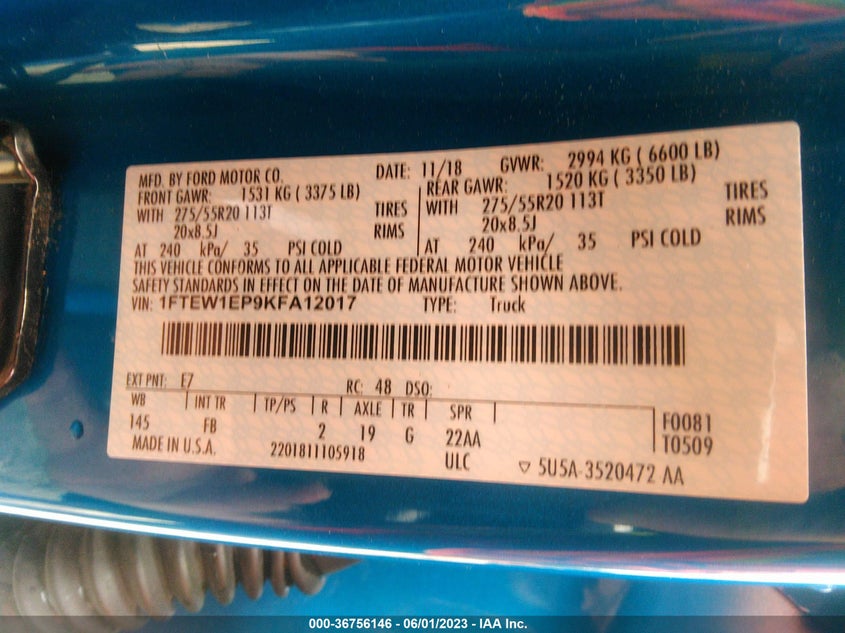 MFD. BY FORD MOTOR CO. DATE: 11/18 GVWR: 2994 KG ( 6600 LB)
FRONT GAWR: 1531 KG ( 3375 LB) REAR GAWR: 1520 KG ( 3350 LB)
WITH 275/55R20 113T TIRES WITH 275/55R20 113T TIRES
20x8.5J RIMS 20x8.5J RIMS
AT 240 kPa/ 35 PSI COLD AT 240 kPa/ 35 PSI COLD
THIS VEHICLE CONFORMS TO ALL APPLICABLE FEDERAL MOTOR VEHICLE
SAFETY STANDARDS IN EFFECT ON THE DATE OF MANUFACTURE SHOWN ABOVE.
VIN: 1FTEW1EP9KFA12017 TYPE: Truck
EXT PNT: E7 RC: 48 DSO:
WB INT TR TP/PS R AXLE TR SPR
145 FB 2 19 G 22AA F0081
MADE IN U.S.A. 2201811105918 ULC T0509
▽ 5U5A-3520472 AA
000-36756146 - 06/01/2023 - IAA Inc.